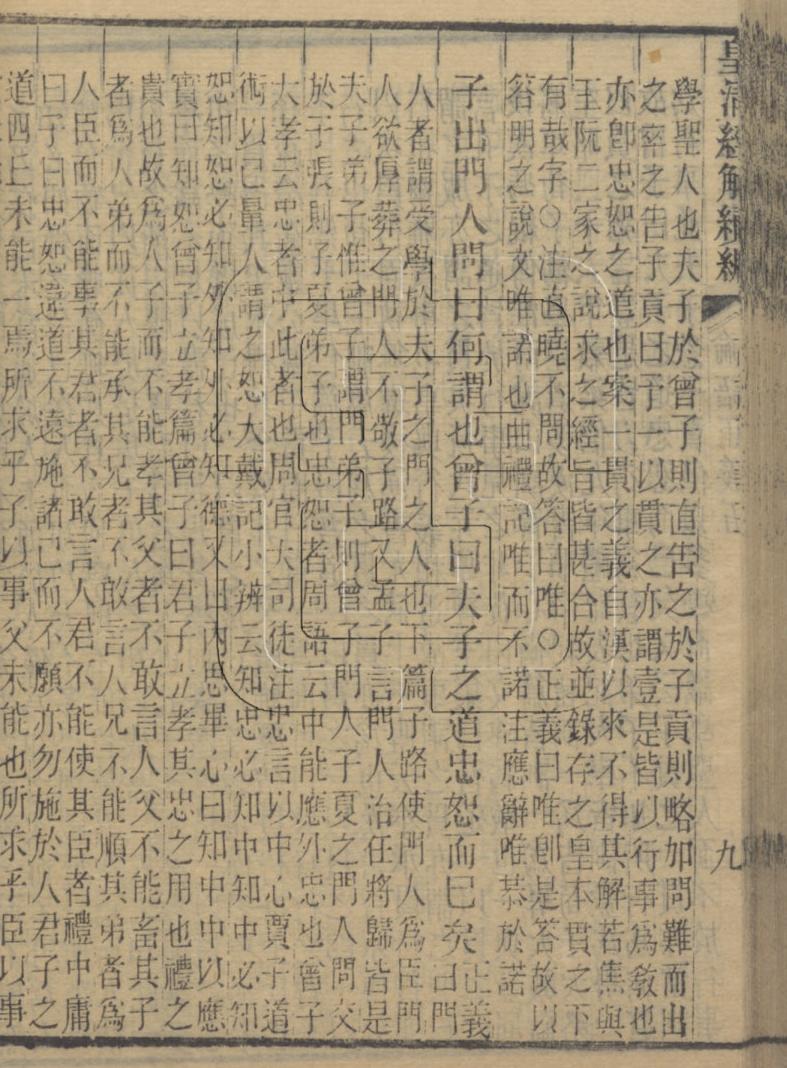 皇清經解續編
九
學聖人也夫子於曾子則直告之於子貢則略加問難而出
之卒之告子貢曰予一以貫之亦謂壹是皆以行事為敎也
亦卽忠恕之道也案一貫之義自漢以來不得其解若焦與
王阮二家之說求之經旨皆甚合故並錄存之皇本貫之下
有哉字○注直曉不問故答曰唯○正義曰唯卽是答故以
答明之說文唯諾也曲禮記唯而不諾注應辭唯恭於諾
子出門人問曰何謂也曾子曰夫子之道忠恕而已矣正義曰門
人者謂受學於夫子之門之人也下篇子路使門人爲臣門
人欲厚葬之門人不敬子路又孟子言門人治任將歸皆是
夫子弟子惟曾子謂門弟子則曾子門人子夏之門人問交
於子張則子夏弟子也忠恕者周語云中能應外忠也曾子
大孝云忠者中此者也周官大司徒注忠言以中心賈子道
術以己量人謂之恕大戴記小辨云知忠必知中知中必知
恕知恕必知外知外必知德又曰內思畢心曰知中中以應
實曰知恕曾子立孝篇曾子曰君子立孝其忠之用也禮之
貴也故爲人子而不能孝其父者不敢言人父不能畜其子
者爲人弟而不能承其兄者不敢言人兄不能順其弟者爲
人臣而不能事其君者不敢言人君不能使其臣者禮中庸
曰子曰忠恕違道不遠施諸己而不願亦勿施於人君子之
道四丘未能一焉所求乎子以事父未能也所求乎臣以事